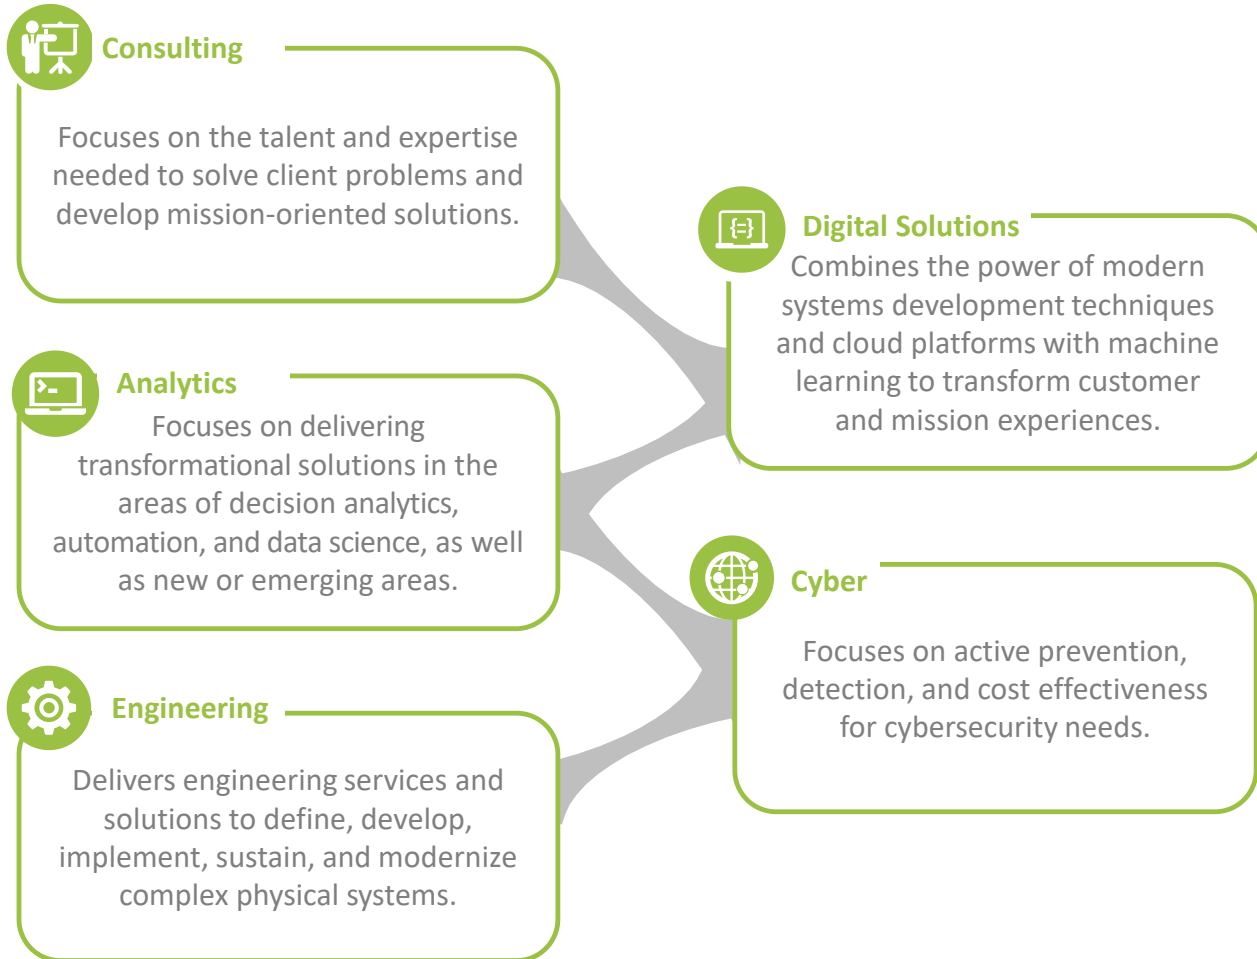 Consulting
Focuses on the talent and expertise
needed to solve client problems and
develop mission-oriented solutions.
Digital Solutions
Combines the power of modern
systems development techniques
and cloud platforms with machine
learning to transform customer
and mission experiences.
Analytics
Focuses on delivering
transformational solutions in the
areas of decision analytics,
automation, and data science, as well
as new or emerging areas.
Cyber
Focuses on active prevention,
detection, and cost effectiveness
for cybersecurity needs.
Engineering
Delivers engineering services and
solutions to define, develop,
implement, sustain, and modernize
complex physical systems.